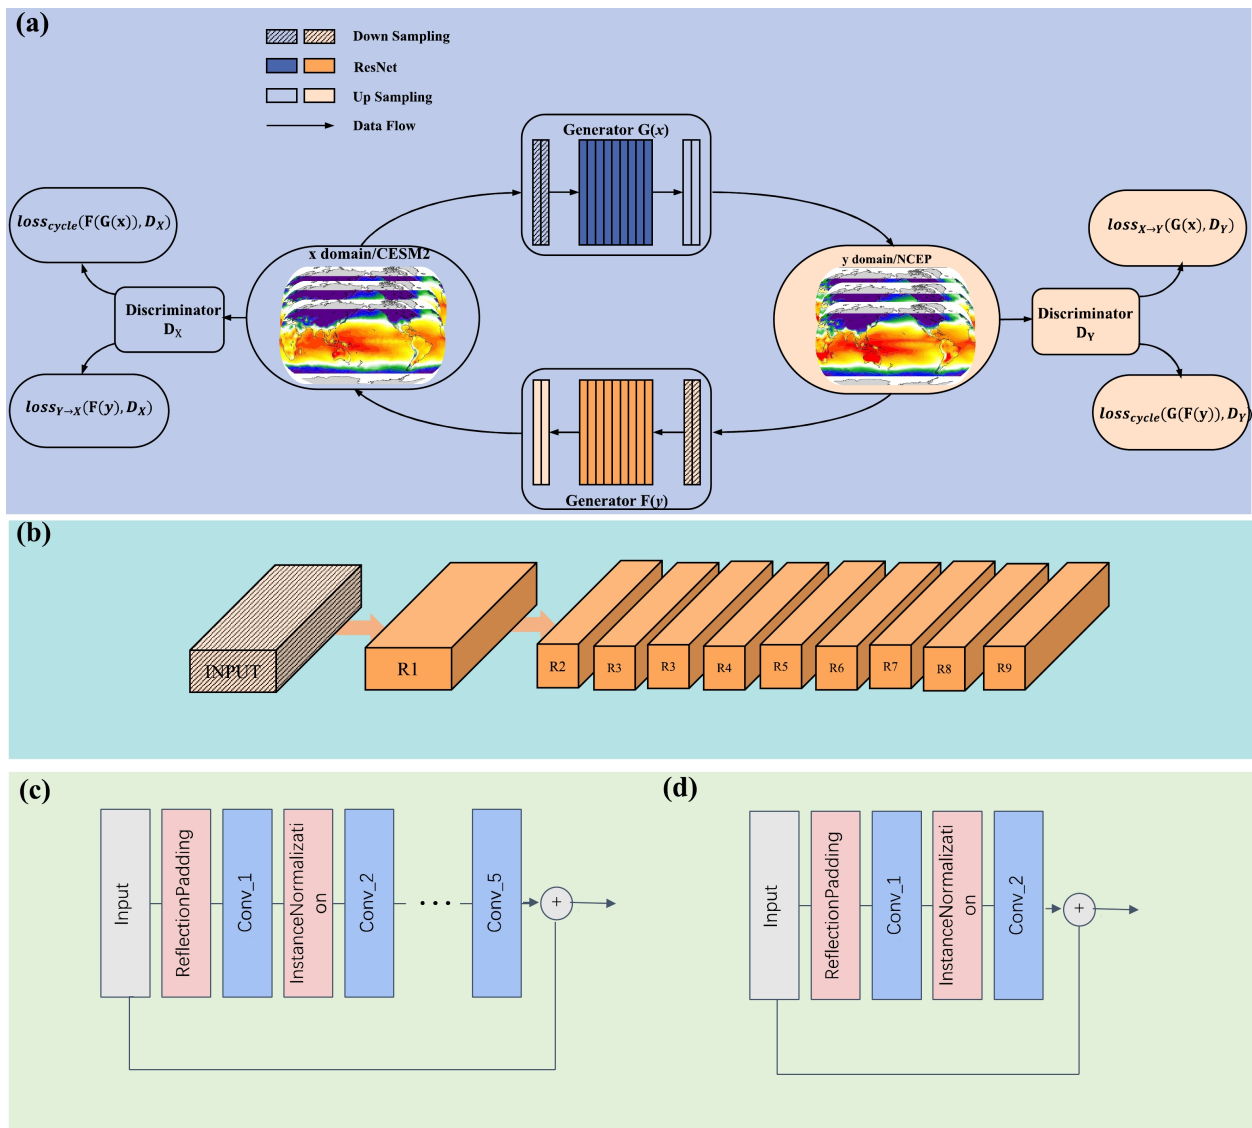 (a)
Down Sampling
ResNet
Up Sampling
Data Flow
Generator G(x)
loss_cycle(F(G(x)), D_X)
Discriminator
D_X
loss_Y→X(F(y), D_X)
x domain/CESM2
y domain/NCEP
loss_X→Y(G(x), D_Y)
Discriminator
D_Y
loss_cycle(G(F(y)), D_Y)
Generator F(y)
(b)
INPUT
R1
R2
R3
R3
R4
R5
R6
R7
R8
R9
(c)
Input
ReflectionPadding
Conv_1
InstanceNormalizati
on
Conv_2
...
Conv_5
+
(d)
Input
ReflectionPadding
Conv_1
InstanceNormalizati
on
Conv_2
+